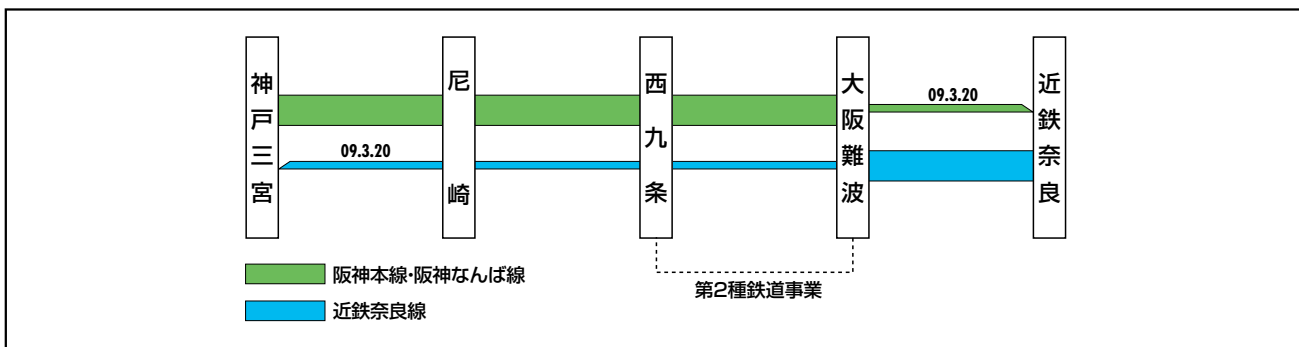 神戸三宮
尼崎
西九条
大阪難波
近鉄奈良
09.3.20
09.3.20
第2種鉄道事業
阪神本線・阪神なんば線
近鉄奈良線